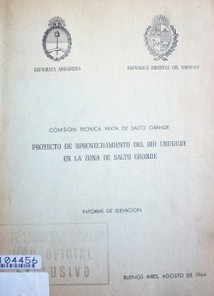 REPUBLICA ARGENTINA
REPUBLICA ORIENTAL DEL URUGUAY
COMISION TECNICA MIXTA DE SALTO GRANDE
PROYECTO DE APROVECHAMIENTO DEL RIO URUGUAY
EN LA ZONA DE SALTO GRANDE
INFORME DE ELEVACION
104456
OFICIAL
BUENOS AIRES, AGOSTO DE 1964